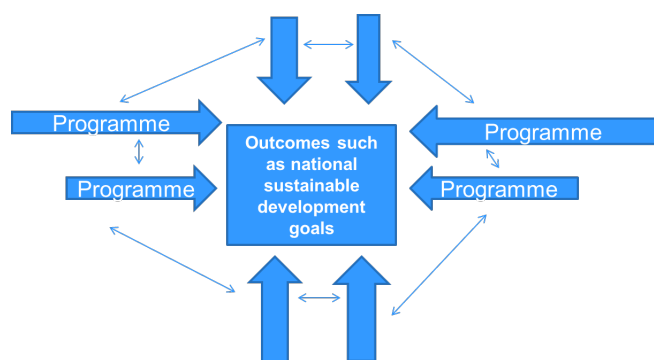 Programme
Programme
Outcomes such
as national
sustainable
development
goals
Programme
Programme